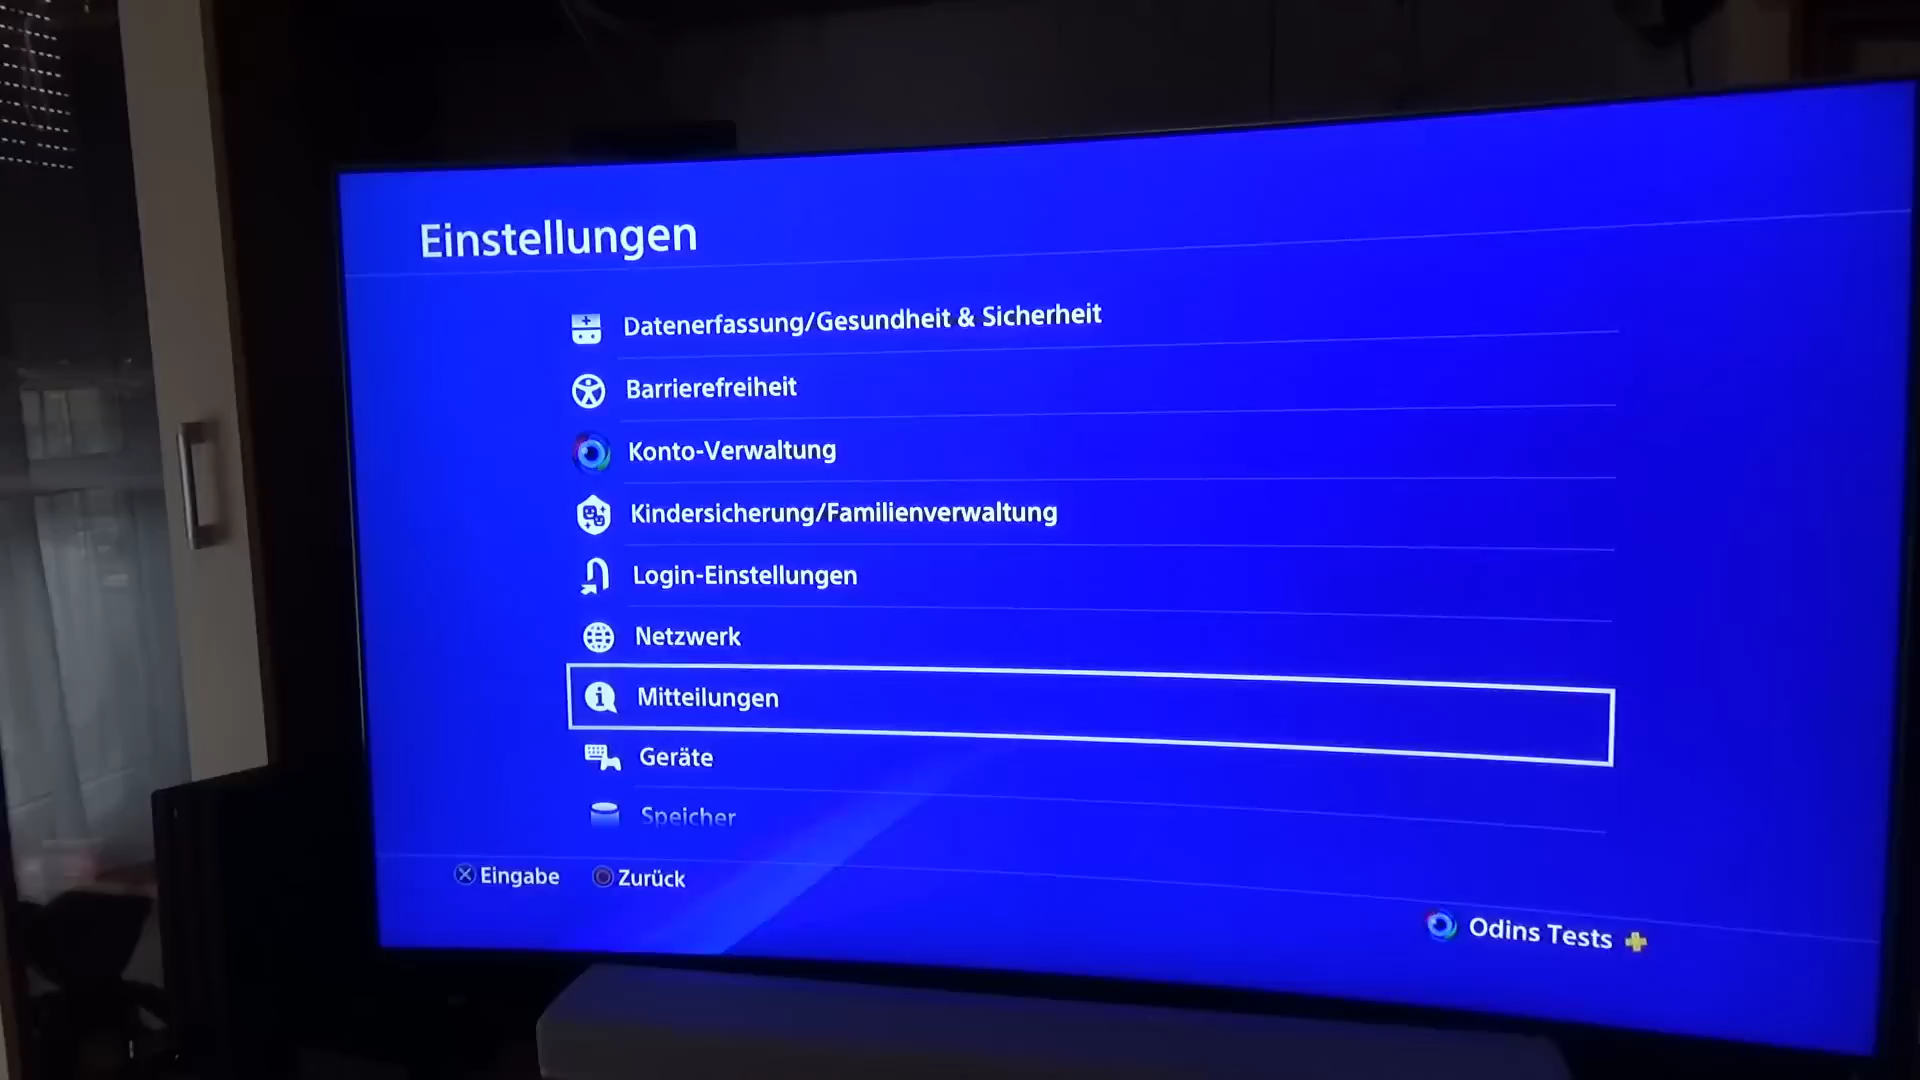 Einstellungen
Datenerfassung/Gesundheit & Sicherheit
Barrierefreiheit
Konto-Verwaltung
Kindersicherung/Familienverwaltung
Login-Einstellungen
Netzwerk
Mitteilungen
Geräte
Speicher
Eingabe Zurück
Odins Tests